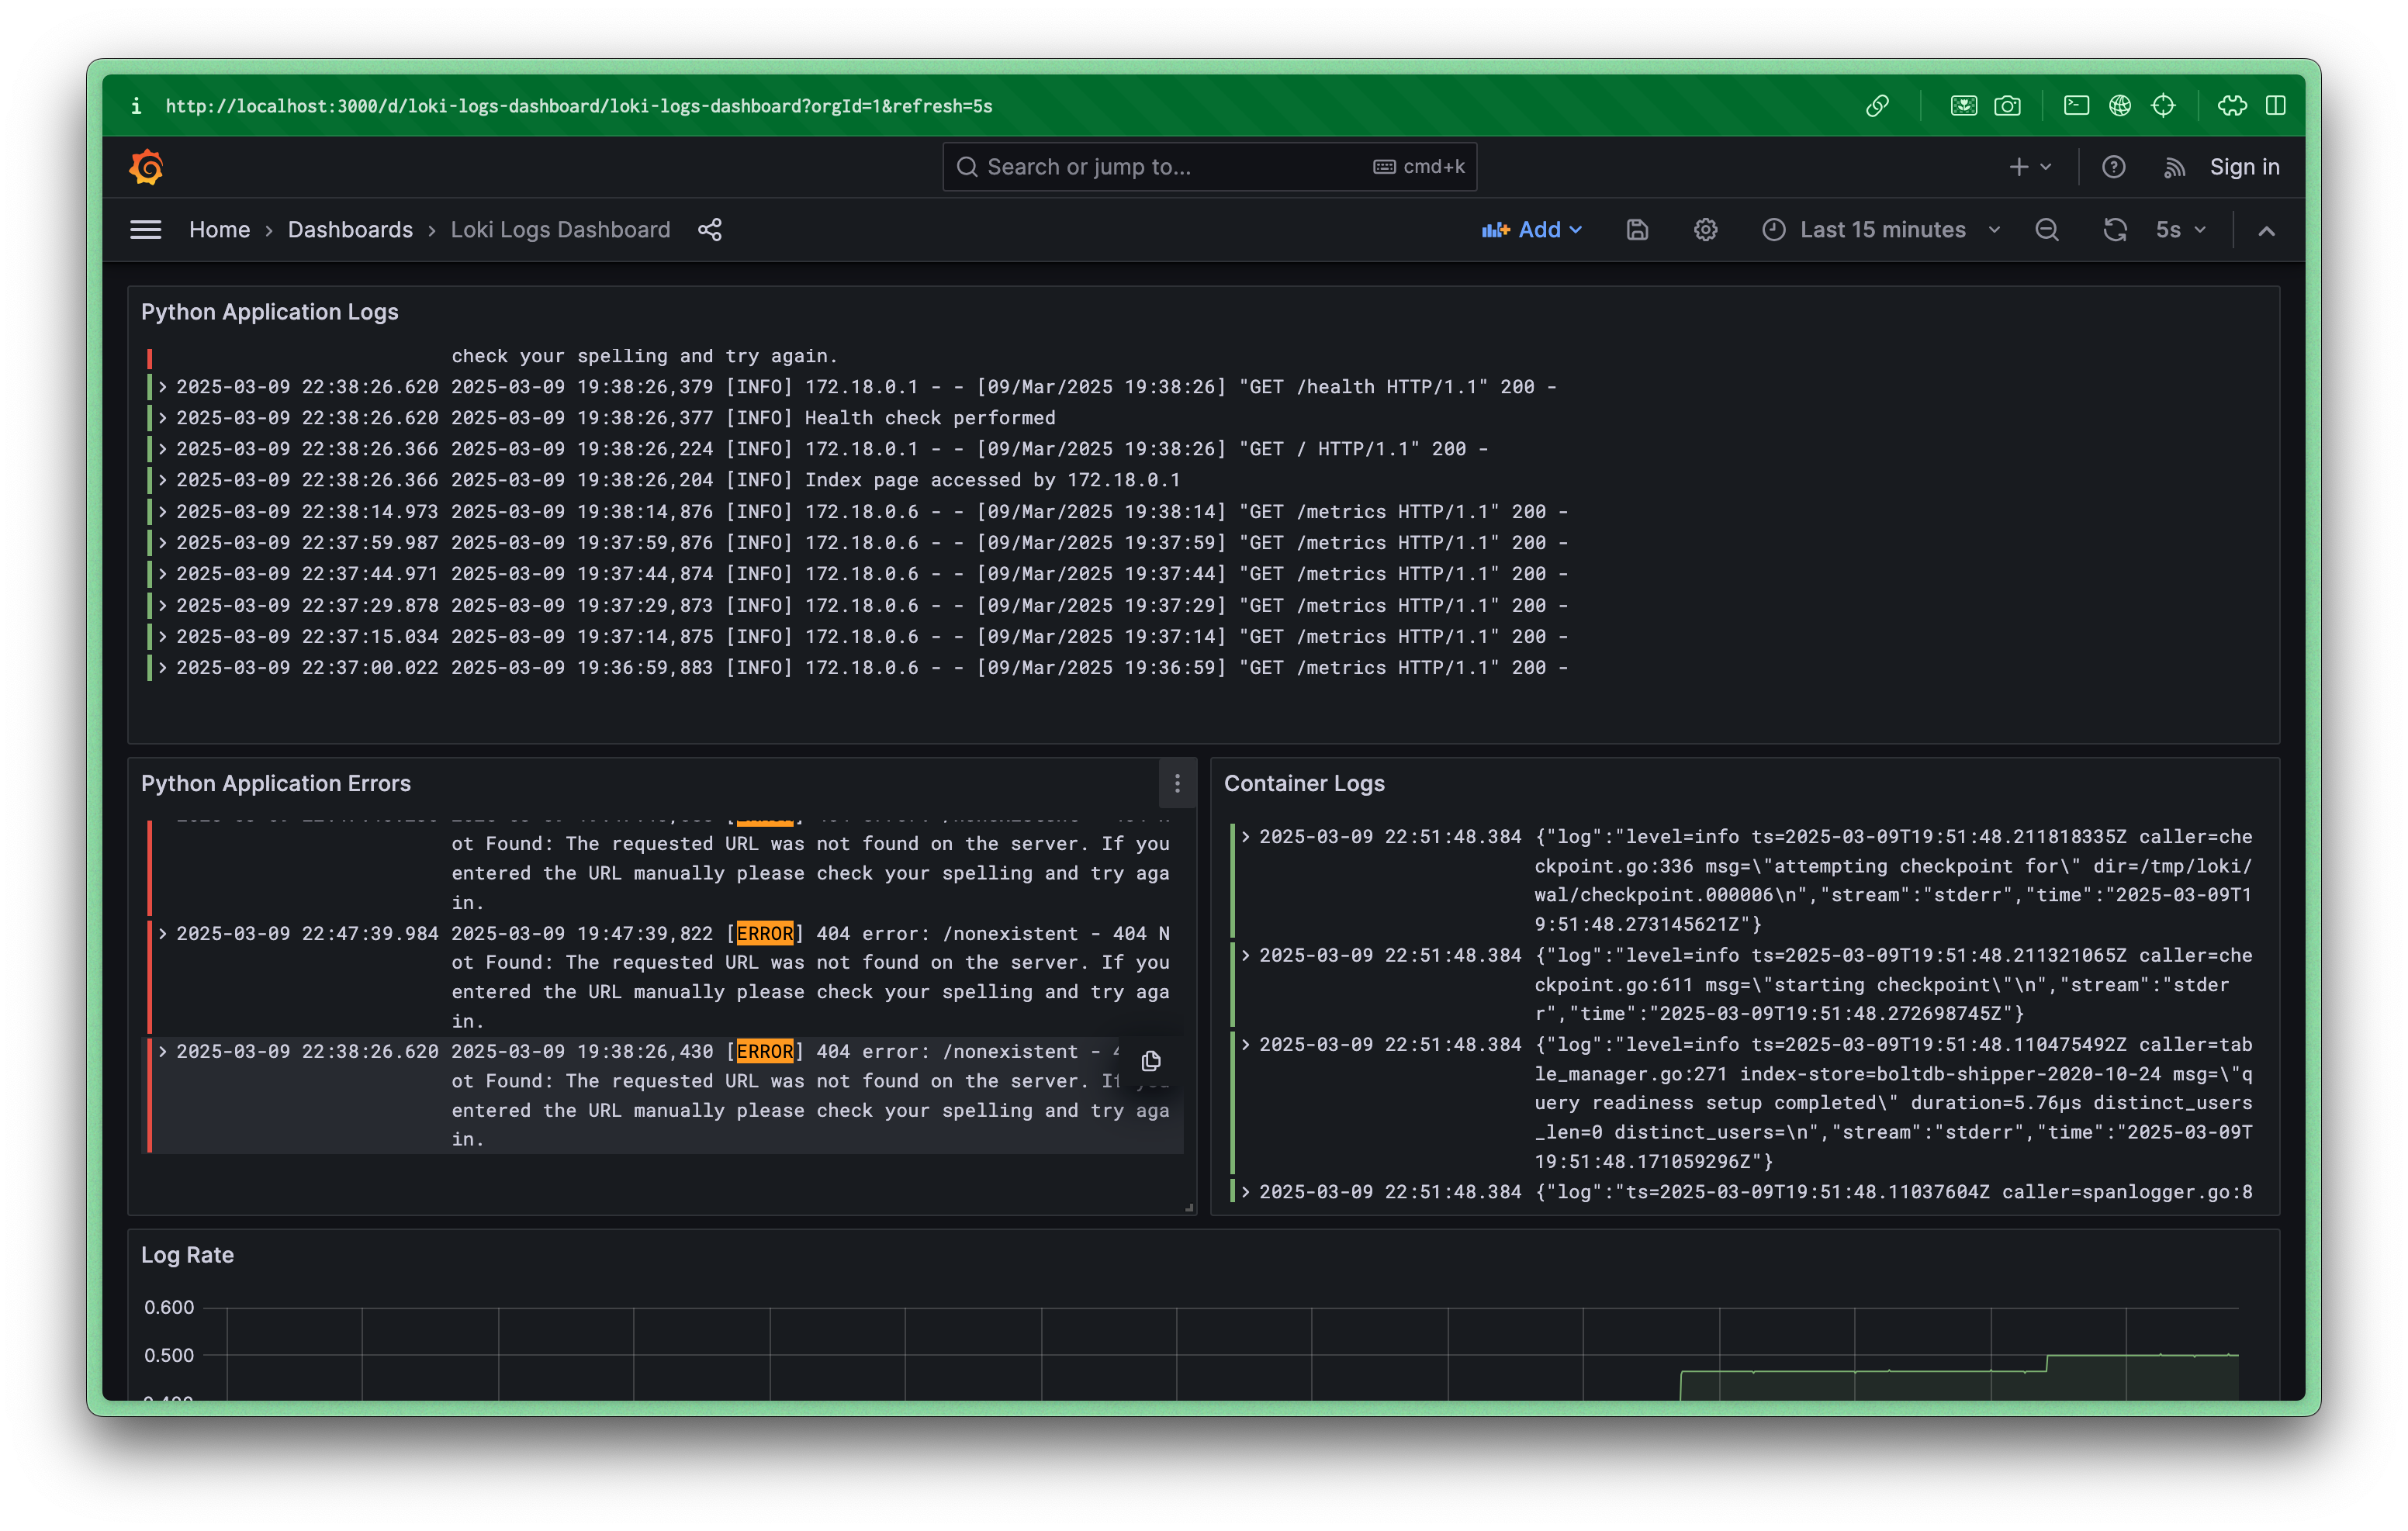 i http://localhost:3000/d/loki-logs-dashboard/loki-logs-dashboard?orgId=1&refresh=5s
Search or jump to... cmd+k
Sign in
Home › Dashboards › Loki Logs Dashboard
Add
Last 15 minutes
5s
Python Application Logs
check your spelling and try again.
2025-03-09 22:38:26.620 2025-03-09 19:38:26,379 [INFO] 172.18.0.1 - - [09/Mar/2025 19:38:26] "GET /health HTTP/1.1" 200 -
2025-03-09 22:38:26.620 2025-03-09 19:38:26,377 [INFO] Health check performed
2025-03-09 22:38:26.366 2025-03-09 19:38:26,224 [INFO] 172.18.0.1 - - [09/Mar/2025 19:38:26] "GET / HTTP/1.1" 200 -
2025-03-09 22:38:26.366 2025-03-09 19:38:26,204 [INFO] Index page accessed by 172.18.0.1
2025-03-09 22:38:14.973 2025-03-09 19:38:14,876 [INFO] 172.18.0.6 - - [09/Mar/2025 19:38:14] "GET /metrics HTTP/1.1" 200 -
2025-03-09 22:37:59.987 2025-03-09 19:37:59,876 [INFO] 172.18.0.6 - - [09/Mar/2025 19:37:59] "GET /metrics HTTP/1.1" 200 -
2025-03-09 22:37:44.971 2025-03-09 19:37:44,874 [INFO] 172.18.0.6 - - [09/Mar/2025 19:37:44] "GET /metrics HTTP/1.1" 200 -
2025-03-09 22:37:29.878 2025-03-09 19:37:29,873 [INFO] 172.18.0.6 - - [09/Mar/2025 19:37:29] "GET /metrics HTTP/1.1" 200 -
2025-03-09 22:37:15.034 2025-03-09 19:37:14,875 [INFO] 172.18.0.6 - - [09/Mar/2025 19:37:14] "GET /metrics HTTP/1.1" 200 -
2025-03-09 22:37:00.022 2025-03-09 19:36:59,883 [INFO] 172.18.0.6 - - [09/Mar/2025 19:36:59] "GET /metrics HTTP/1.1" 200 -
Python Application Errors
ot Found: The requested URL was not found on the server. If you
entered the URL manually please check your spelling and try aga
in.
2025-03-09 22:47:39.984 2025-03-09 19:47:39,822 [ERROR] 404 error: /nonexistent - 404 N
ot Found: The requested URL was not found on the server. If you
entered the URL manually please check your spelling and try aga
in.
2025-03-09 22:38:26.620 2025-03-09 19:38:26,430 [ERROR] 404 error: /nonexistent -
ot Found: The requested URL was not found on the server. If you
entered the URL manually please check your spelling and try aga
in.
Container Logs
2025-03-09 22:51:48.384 {"log":"level=info ts=2025-03-09T19:51:48.211818335Z caller=che
ckpoint.go:336 msg=\"attempting checkpoint for\" dir=/tmp/loki/
wal/checkpoint.000006\n","stream":"stderr","time":"2025-03-09T1
9:51:48.273145621Z"}
2025-03-09 22:51:48.384 {"log":"level=info ts=2025-03-09T19:51:48.211321065Z caller=che
ckpoint.go:611 msg=\"starting checkpoint\"\n","stream":"stder
r","time":"2025-03-09T19:51:48.272698745Z"}
2025-03-09 22:51:48.384 {"log":"level=info ts=2025-03-09T19:51:48.110475492Z caller=tab
le_manager.go:271 index-store=boltdb-shipper-2020-10-24 msg=\"q
uery readiness setup completed\" duration=5.76µs distinct_users
_len=0 distinct_users=\n","stream":"stderr","time":"2025-03-09T
19:51:48.171059296Z"}
2025-03-09 22:51:48.384 {"log":"ts=2025-03-09T19:51:48.11037604Z caller=spanlogger.go:8
Log Rate
0.600
0.500